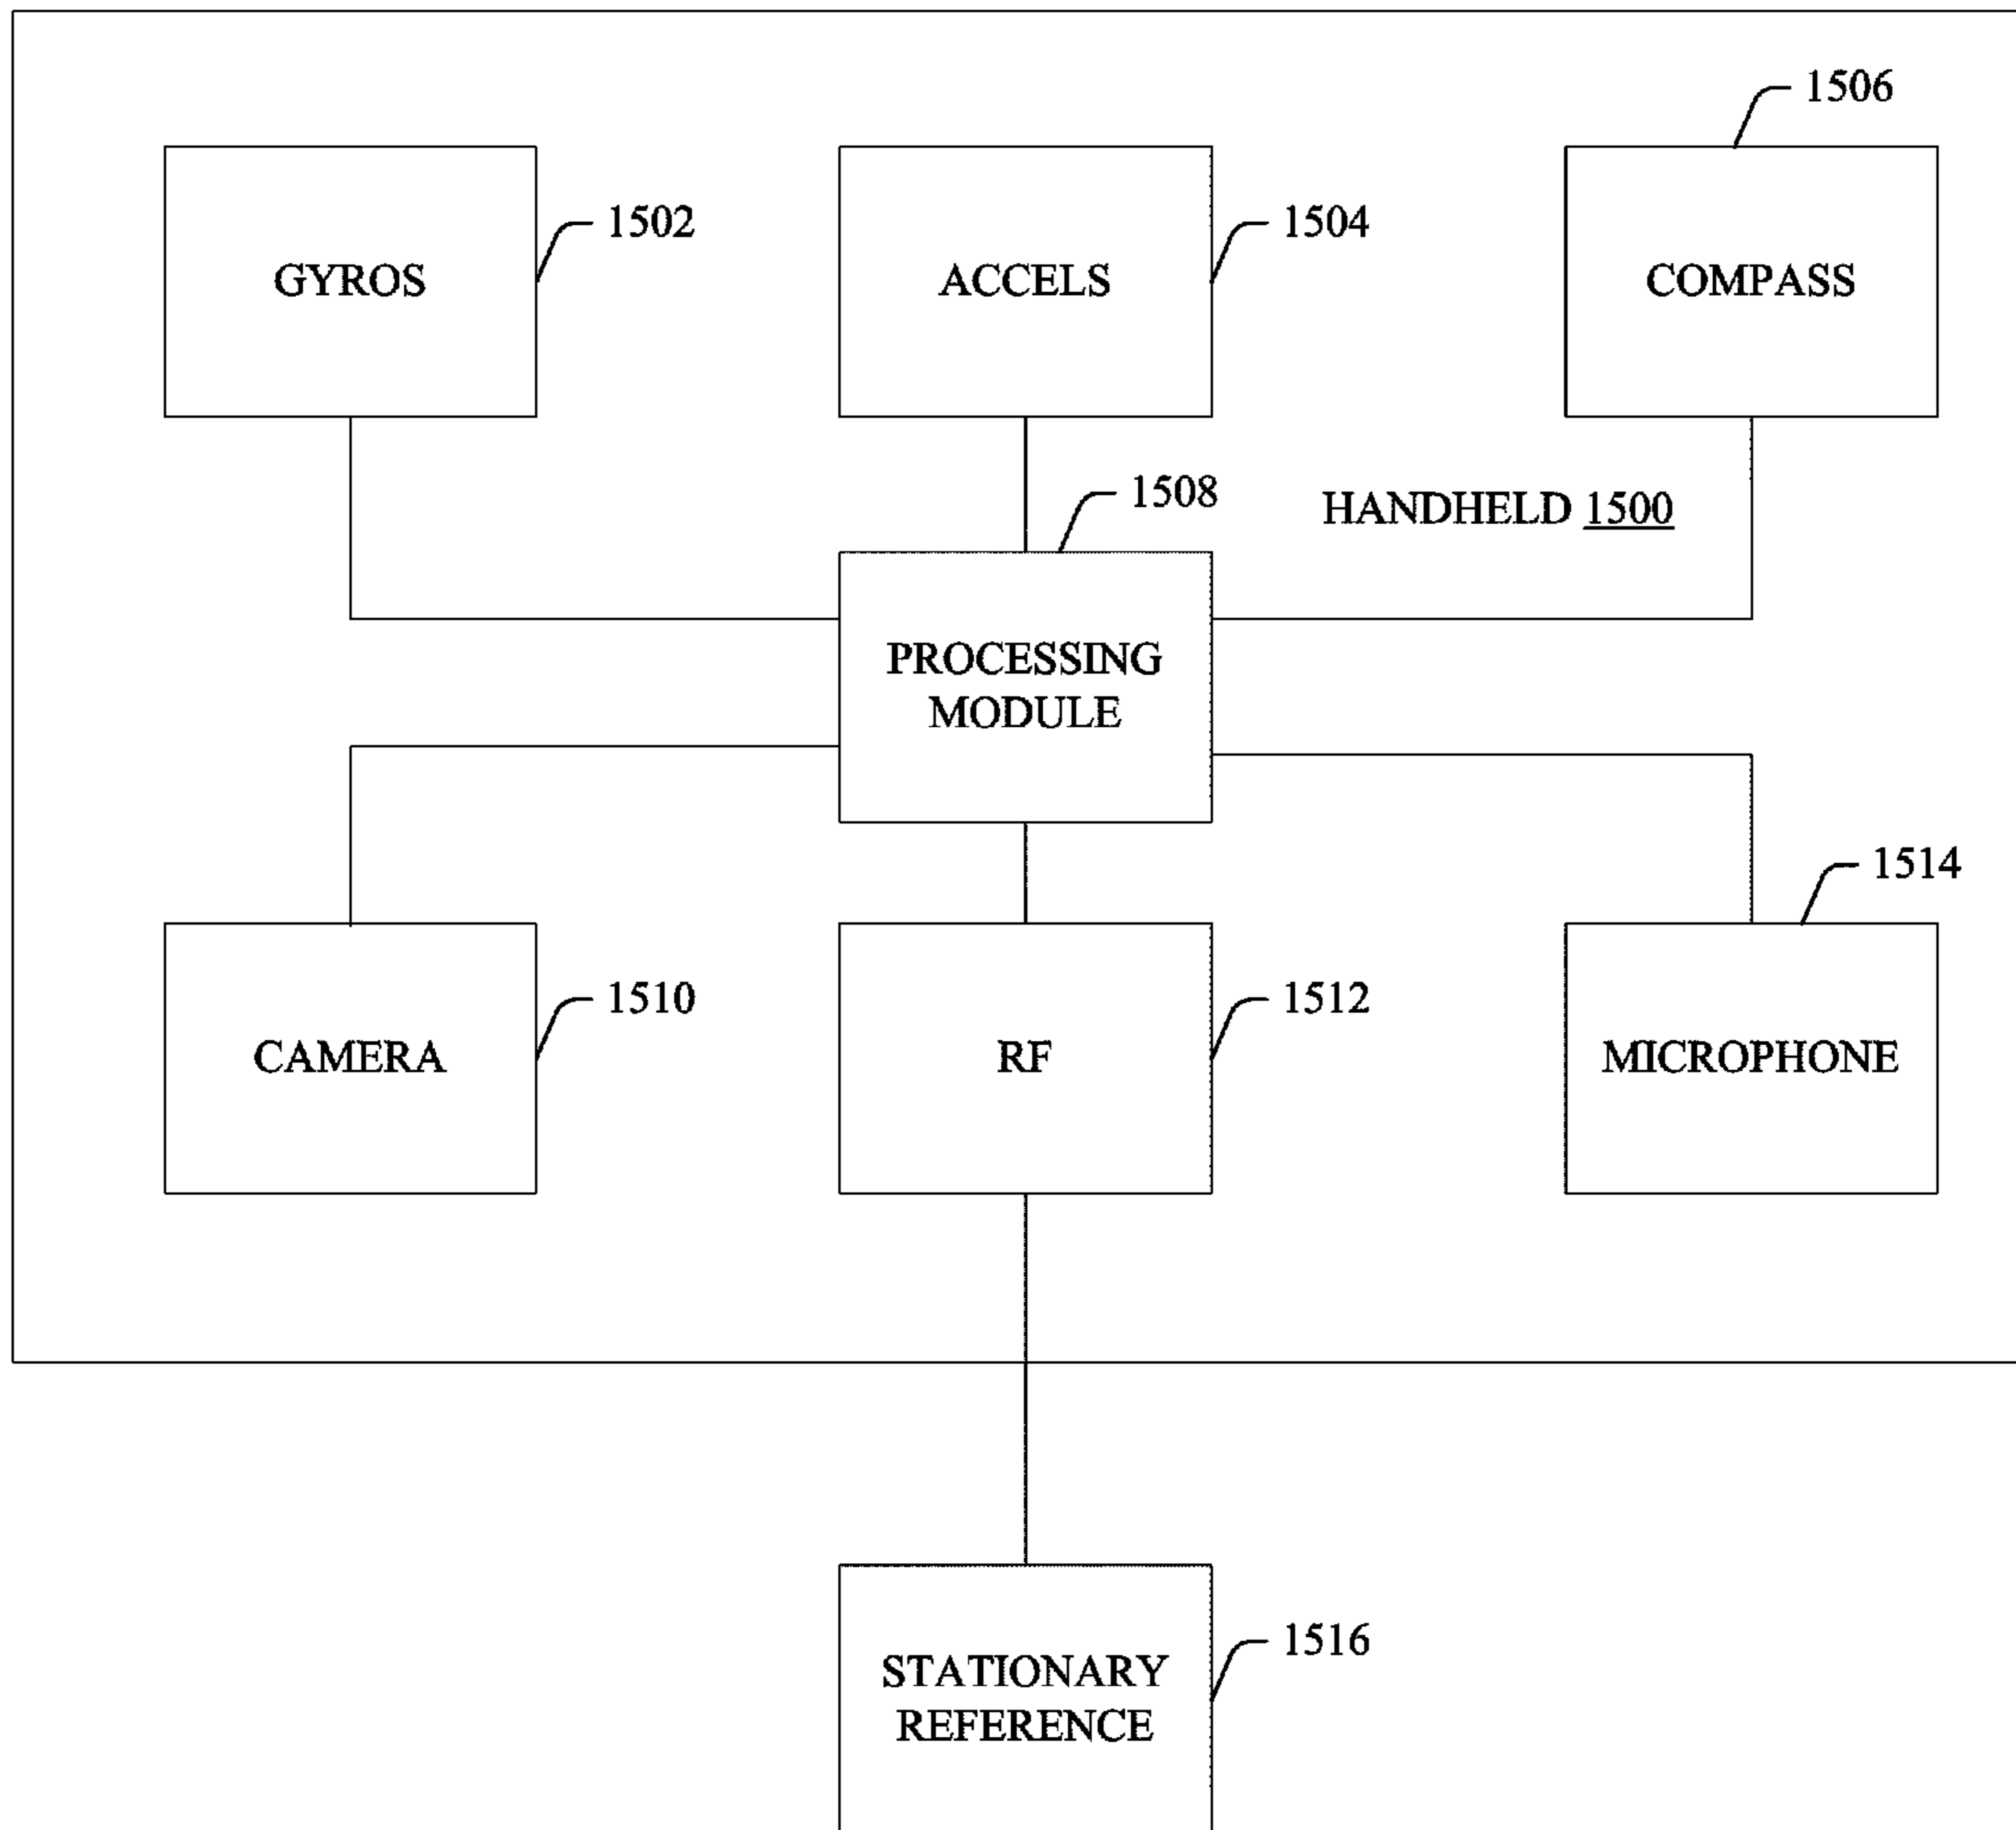 1506
1502
1504
GYROS
ACCELS
COMPASS
1508
HANDHELD 1500
PROCESSING
MODULE
1514
1510
1512
CAMERA
RF
MICROPHONE
1516
STATIONARY
REFERENCE